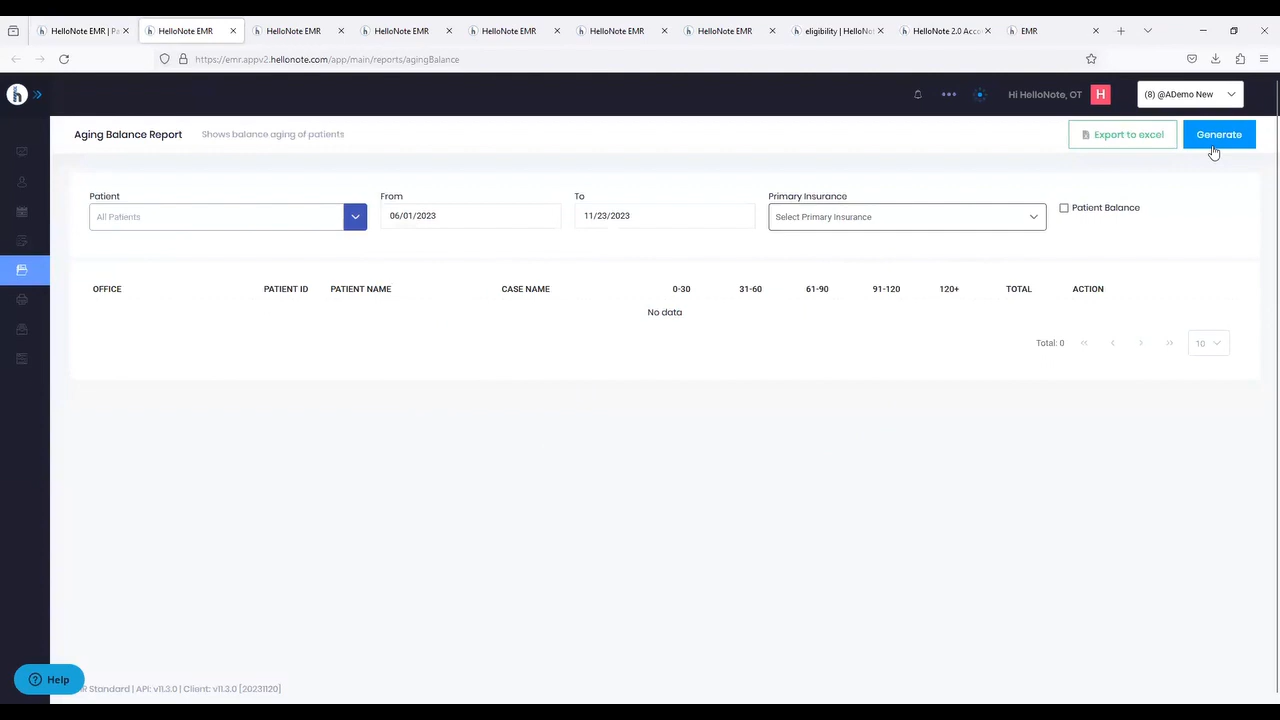 HelloNote EMR | P
HelloNote EMR
HelloNote EMR
HelloNote EMR
HelloNote EMR
HelloNote EMR
HelloNote EMR
eligibility | HelloNot
HelloNote 2.0 Acce
EMR
https://emr.appv2.hellonote.com/app/main/reports/agingBalance
Hi HelloNote, OT
H
(8) @ADemo New
Aging Balance Report
Shows balance aging of patients
Export to excel
Generate
Patient
From
To
Primary Insurance
All Patients
06/01/2023
11/23/2023
Select Primary Insurance
Patient Balance
OFFICE PATIENT ID PATIENT NAME CASE NAME 0-30 31-60 61-90 91-120 120+ TOTAL ACTION
No data
Total: 0
10
Help
R Standard | API: v11.3.0 | Client: v11.3.0 [20231120]